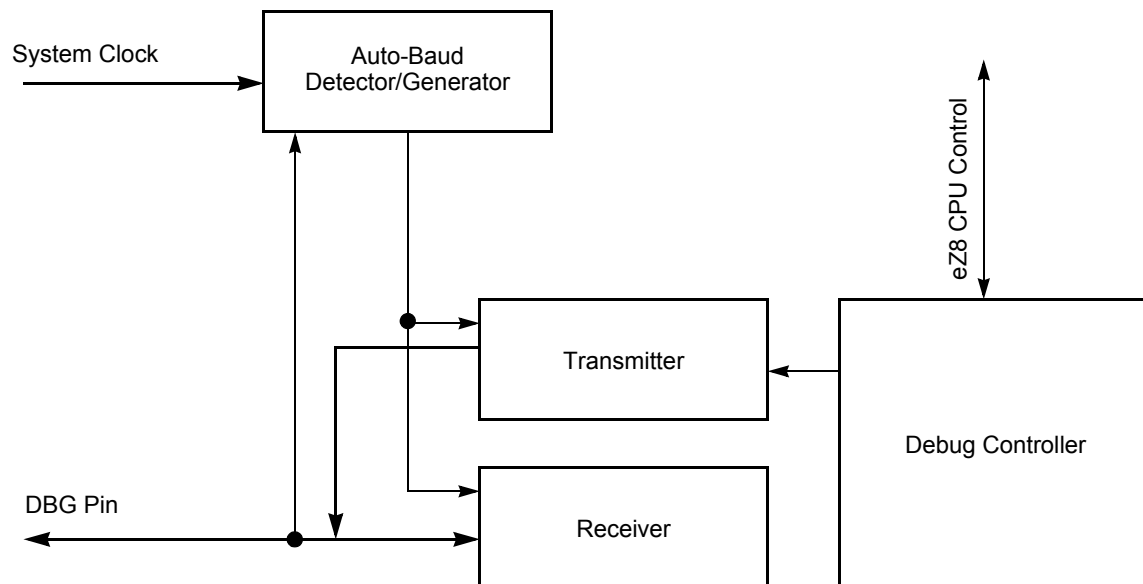 System Clock
Auto-Baud
Detector/Generator
eZ8 CPU Control
Transmitter
Debug Controller
DBG Pin
Receiver